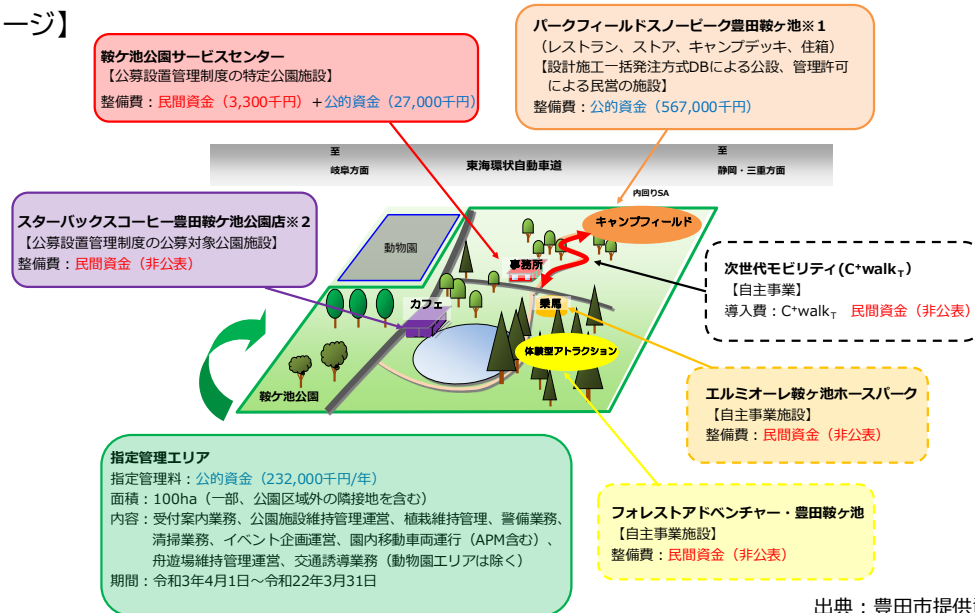 ージ】
鞍ケ池公園サービスセンター
【公募設置管理制度の特定公園施設】
整備費：民間資金（3,300千円）＋公的資金（27,000千円）
パークフィールドスノーピーク豊田鞍ヶ池※１
（レストラン、ストア、キャンプデッキ、住箱）
【設計施工一括発注方式DBによる公設、管理許可
による民営の施設】
整備費：公的資金（567,000千円）
至
岐阜方面
東海環状自動車道
至
静岡・三重方面
内回りSA
スターバックスコーヒー豊田鞍ケ池公園店※２
【公募設置管理制度の公募対象公園施設】
整備費：民間資金（非公表）
動物園
キャンプフィールド
事務所
カフェ
乗馬
体験型アトラクション
鞍ケ池公園
次世代モビリティ(C⁺walkT)
【自主事業】
導入費：C⁺walkT　民間資金（非公表）
エルミオーレ鞍ヶ池ホースパーク
【自主事業施設】
整備費：民間資金（非公表）
指定管理エリア
指定管理料：公的資金（232,000千円/年）
面積：100ha（一部、公園区域外の隣接地を含む）
内容：受付案内業務、公園施設維持管理運営、植栽維持管理、警備業務、
清掃業務、イベント企画運営、園内移動車両運行（APM含む）、
舟遊場維持管理運営、交通誘導業務（動物園エリアは除く）
期間：令和3年4月1日～令和22年3月31日
フォレストアドベンチャー・豊田鞍ヶ池
【自主事業施設】
整備費：民間資金（非公表）
出典：豊田市提供